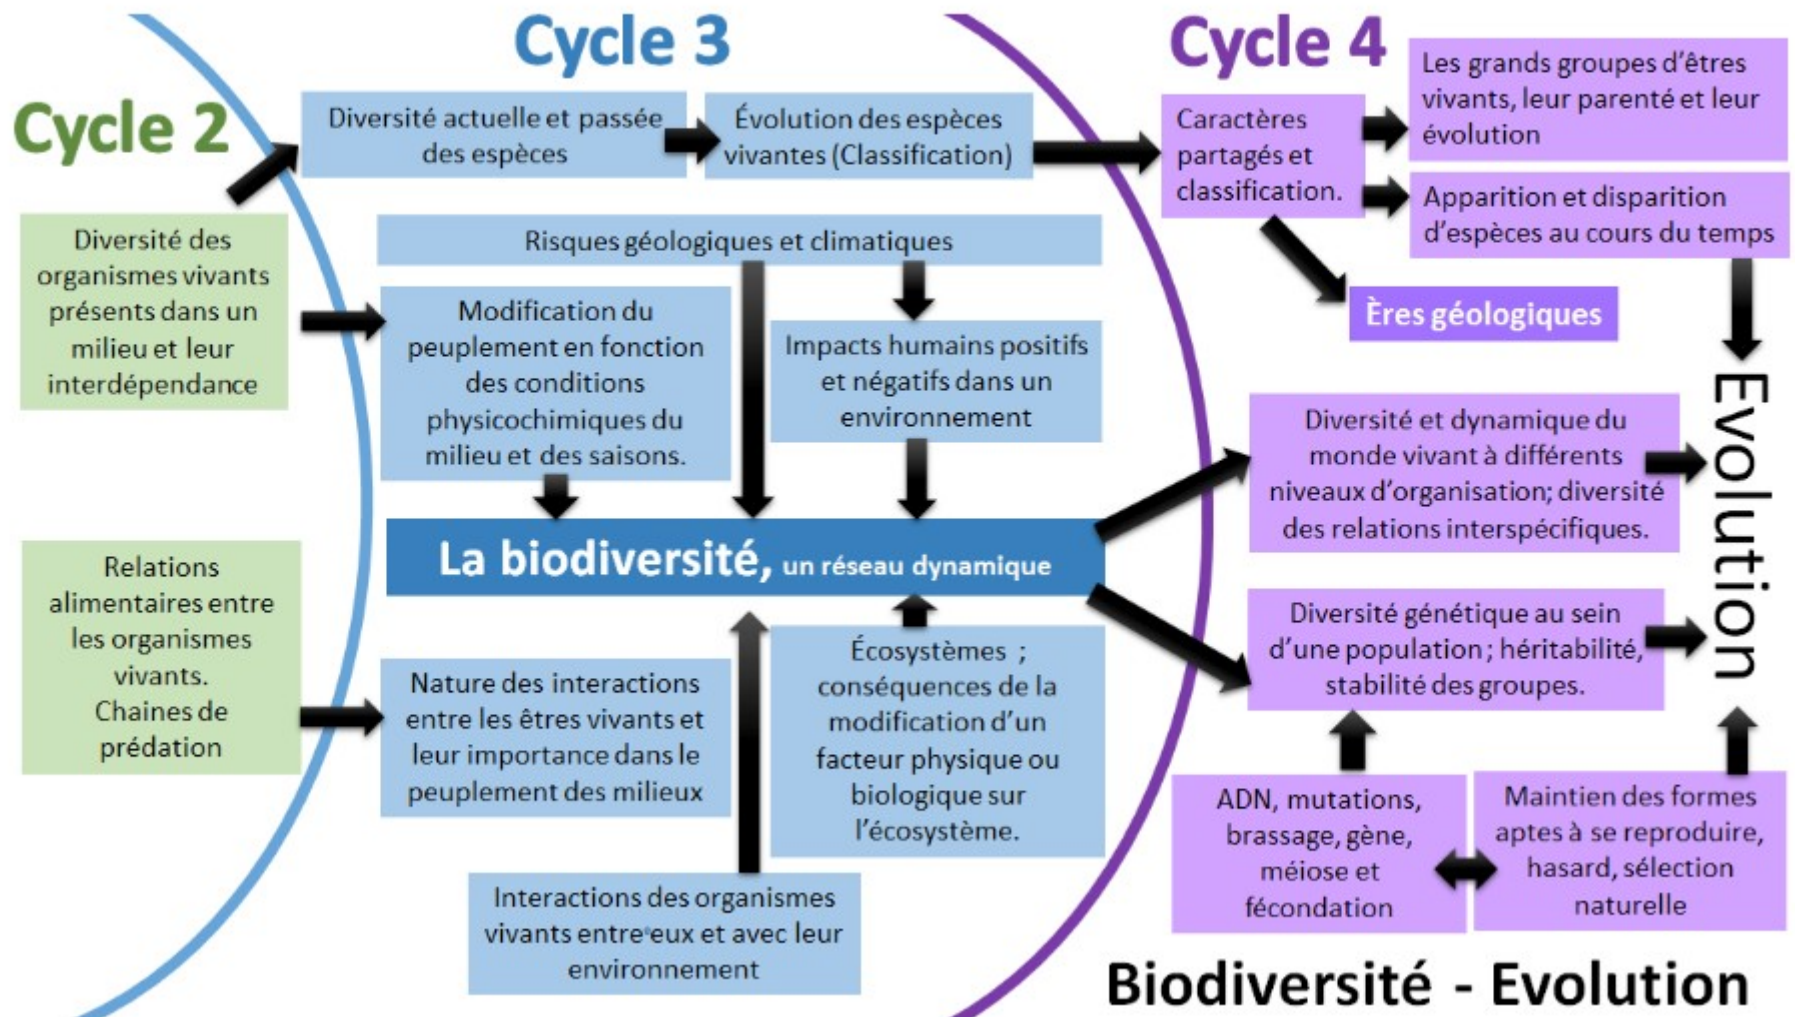 Cycle 2
Diversité des
organismes vivants
présents dans un
milieu et leur
interdépendance
Relations
alimentaires entre
les organismes
vivants.
Chaines de
prédation
Cycle 3
Diversité actuelle et passée
des espèces
Évolution des espèces
vivantes (Classification)
Risques géologiques et climatiques
Modification du
peuplement en fonction
des conditions
physicochimiques du
milieu et des saisons.
Impacts humains positifs
et négatifs dans un
environnement
La biodiversité, un réseau dynamique
Nature des interactions
entre les êtres vivants et
leur importance dans le
peuplement des milieux
Écosystèmes ;
conséquences de la
modification d'un
facteur physique ou
biologique sur
l'écosystème.
Interactions des organismes
vivants entre eux et avec leur
environnement
Cycle 4
Caractères
partagés et
classification.
Les grands groupes d'êtres
vivants, leur parenté et leur
évolution
Apparition et disparition
d'espèces au cours du temps
Ères géologiques
Diversité et dynamique du
monde vivant à différents
niveaux d'organisation; diversité
des relations interspécifiques.
Diversité génétique au sein
d'une population ; héritabilité,
stabilité des groupes.
Evolution
ADN, mutations,
brassage, gène,
méiose et
fécondation
Maintien des formes
aptes à se reproduire,
hasard, sélection
naturelle
Biodiversité - Evolution